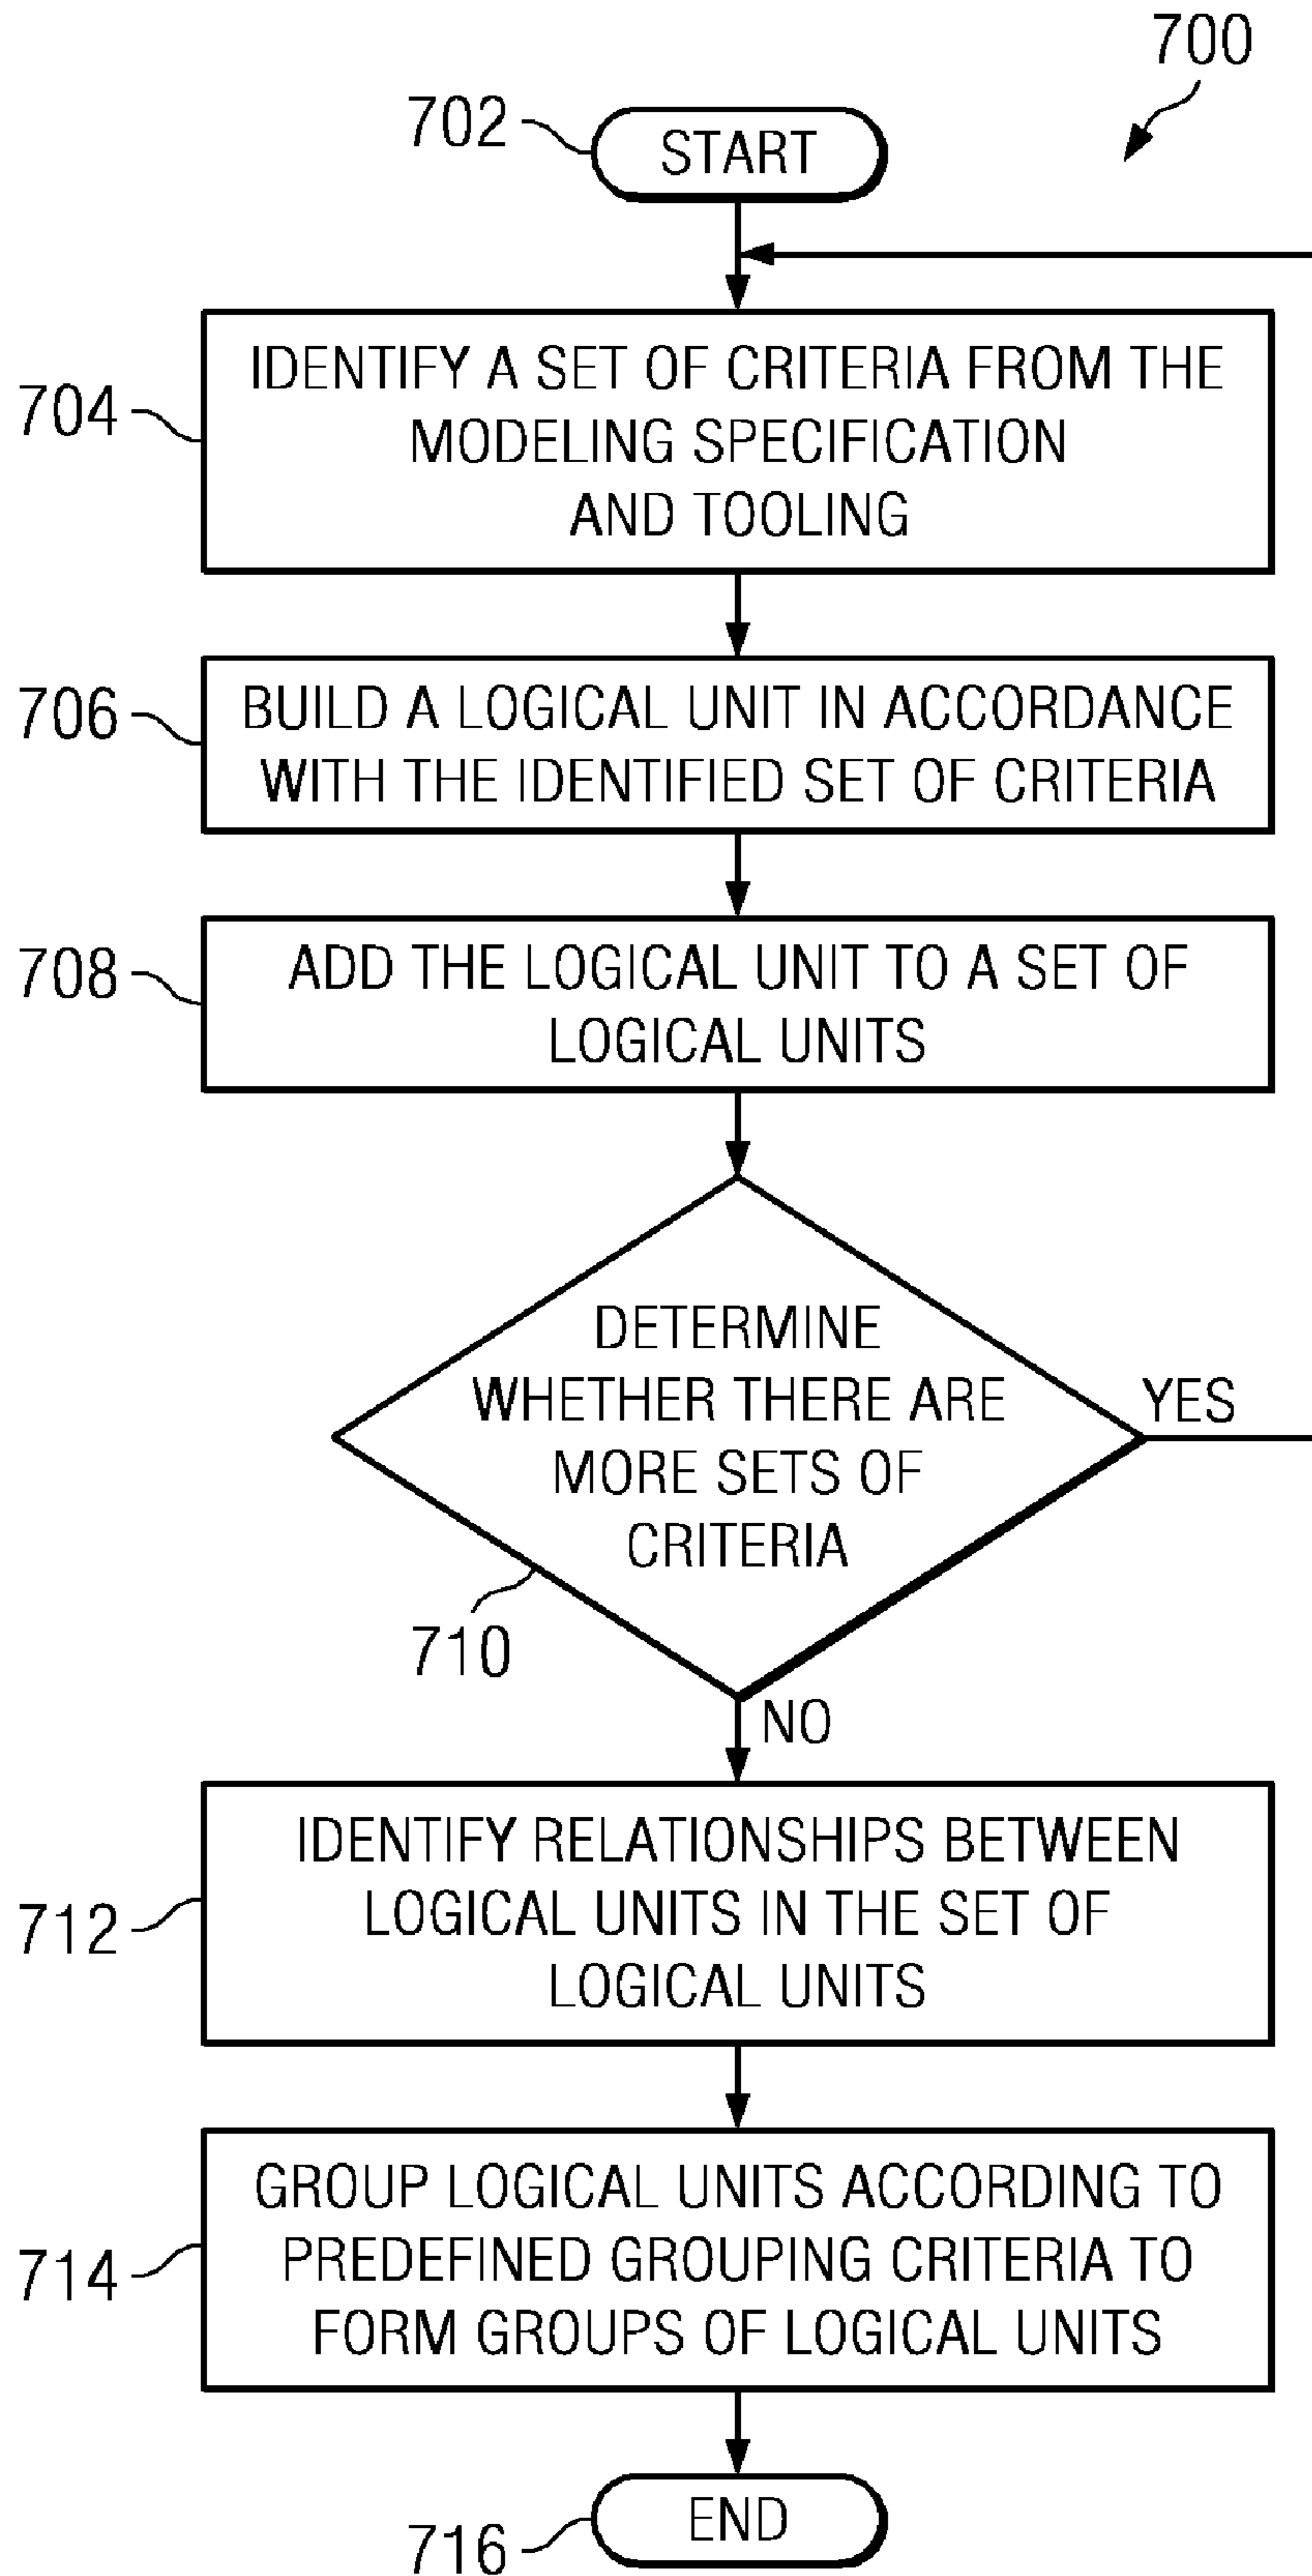 700
702
START
704
IDENTIFY A SET OF CRITERIA FROM THE
MODELING SPECIFICATION
AND TOOLING
706
BUILD A LOGICAL UNIT IN ACCORDANCE
WITH THE IDENTIFIED SET OF CRITERIA
708
ADD THE LOGICAL UNIT TO A SET OF
LOGICAL UNITS
DETERMINE
WHETHER THERE ARE
MORE SETS OF
CRITERIA
YES
710
NO
712
IDENTIFY RELATIONSHIPS BETWEEN
LOGICAL UNITS IN THE SET OF
LOGICAL UNITS
714
GROUP LOGICAL UNITS ACCORDING TO
PREDEFINED GROUPING CRITERIA TO
FORM GROUPS OF LOGICAL UNITS
716
END